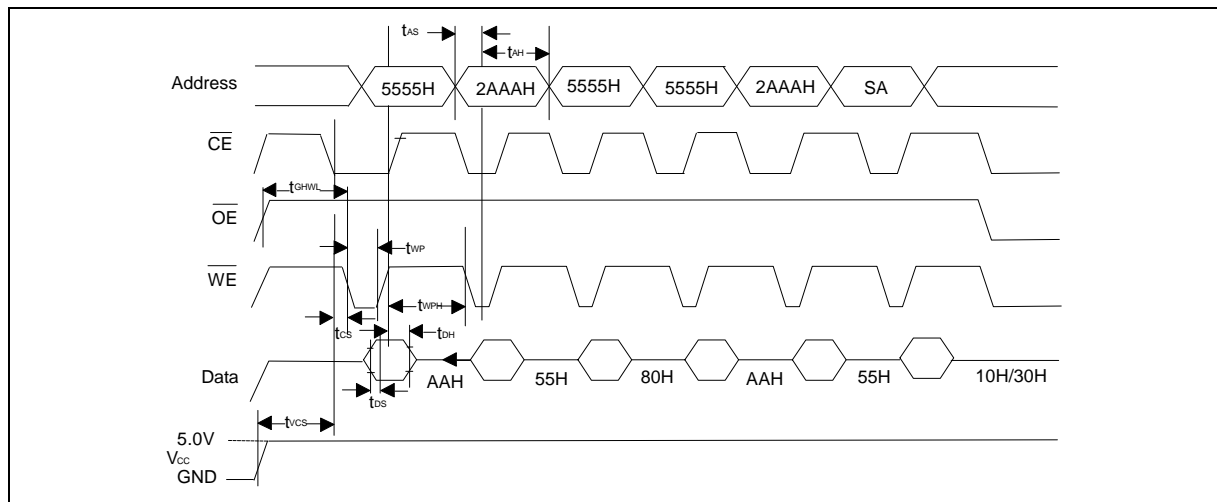 tAS
tAH
Address 5555H 2AAAH 5555H 5555H 2AAAH SA
CE
tGHWL
OE
tWP
WE
tWPH
tCS tDH
Data AAH 55H 80H AAH 55H 10H/30H
tDS
tVCS
5.0V
VCC
GND